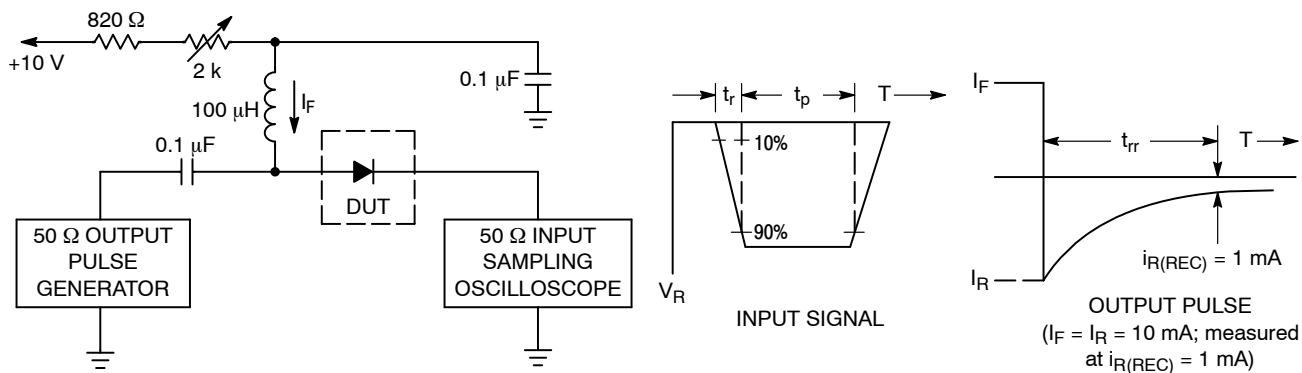 820 Ω
+10 V
2 k
0.1 µF
100 µH
I_F
0.1 µF
DUT
50 Ω OUTPUT
PULSE
GENERATOR
50 Ω INPUT
SAMPLING
OSCILLOSCOPE
t_r
t_p
T
10%
90%
V_R
INPUT SIGNAL
I_F
t_rr
T
I_R
i_R(REC) = 1 mA
OUTPUT PULSE
(I_F = I_R = 10 mA; measured
at i_R(REC) = 1 mA)